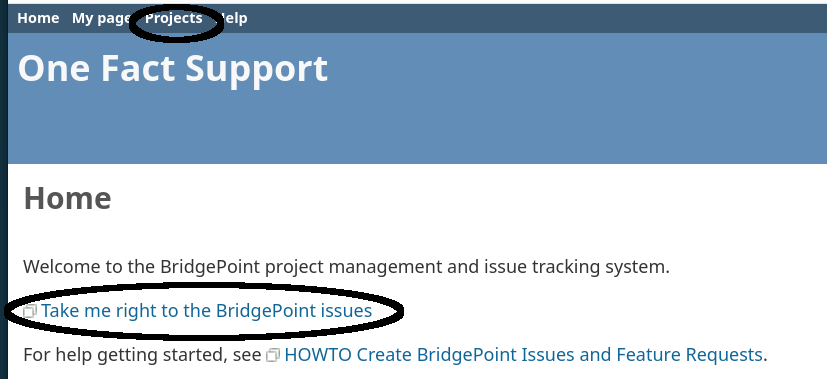 Home My page Projects Help
One Fact Support
Home
Welcome to the BridgePoint project management and issue tracking system.
Take me right to the BridgePoint issues
For help getting started, see HOWTO Create BridgePoint Issues and Feature Requests.